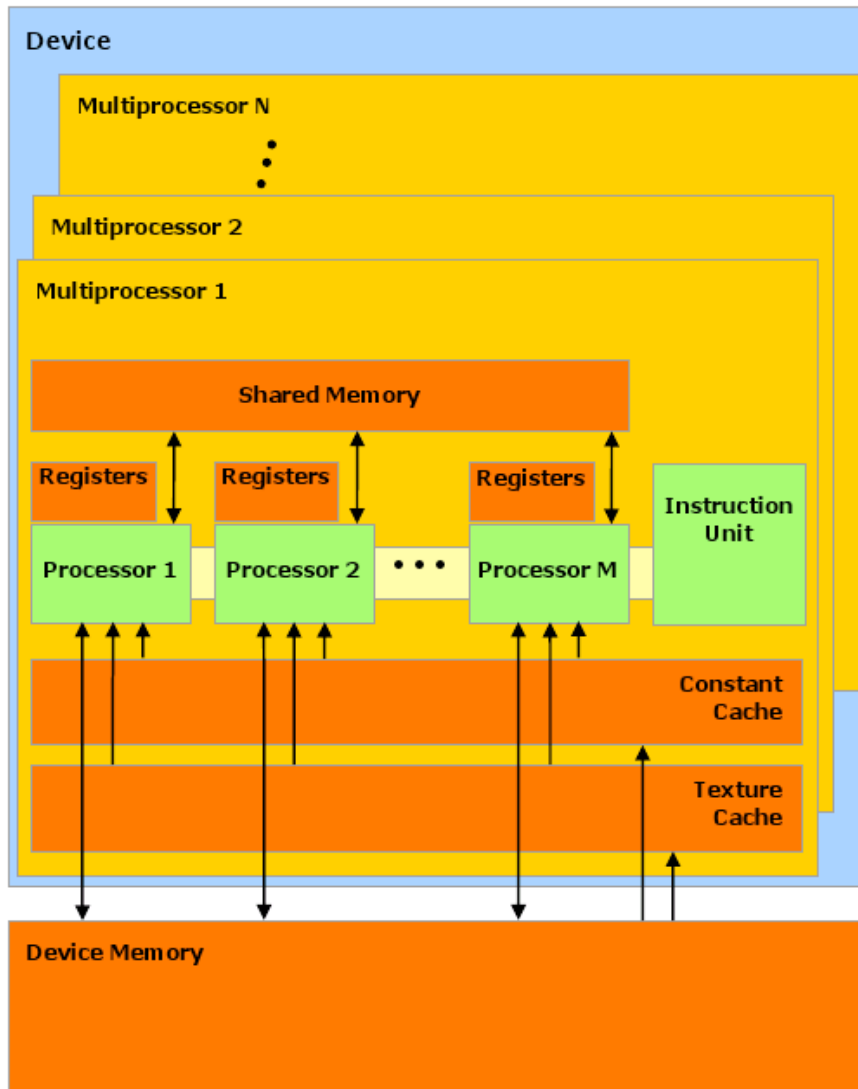 Device
Multiprocessor N
Multiprocessor 2
Multiprocessor 1
Shared Memory
Registers
Registers
Registers
Instruction
Unit
Processor 1
Processor 2
Processor M
Constant
Cache
Texture
Cache
Device Memory